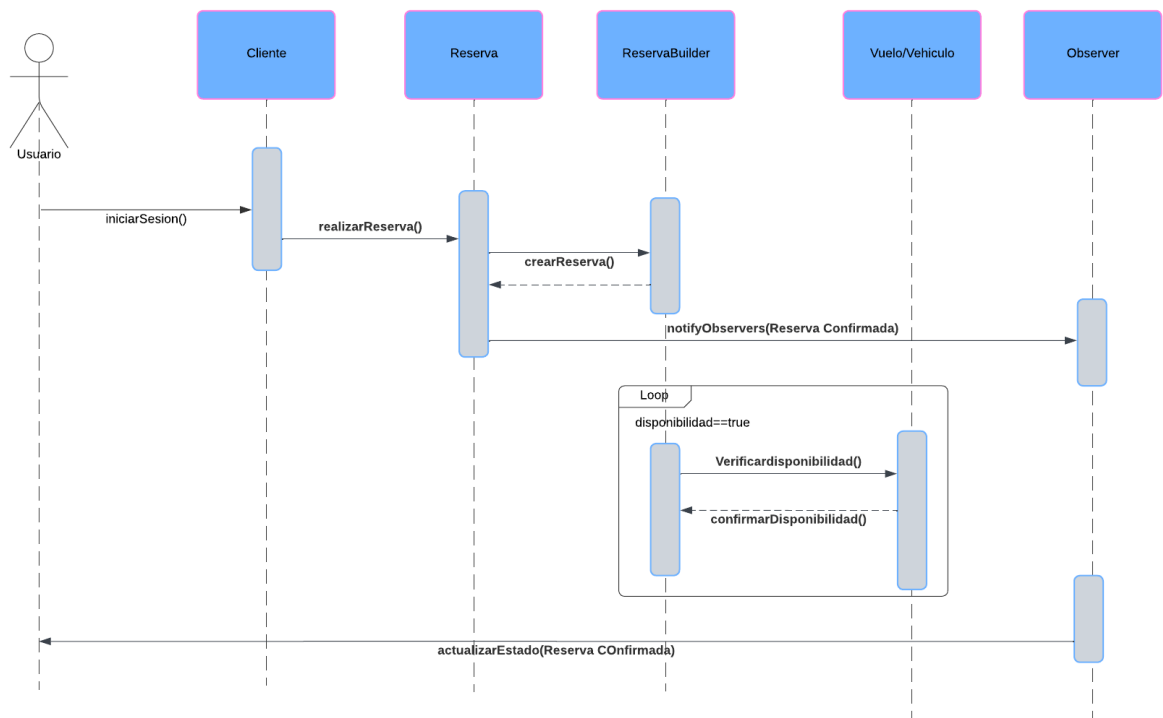 Cliente
Reserva
ReservaBuilder
Vuelo/Vehiculo
Observer
Usuario
iniciarSesion()
realizarReserva()
crearReserva()
notifyObservers(Reserva Confirmada)
Loop
disponibilidad==true
Verificardisponibilidad()
confirmarDisponibilidad()
actualizarEstado(Reserva COnfirmada)